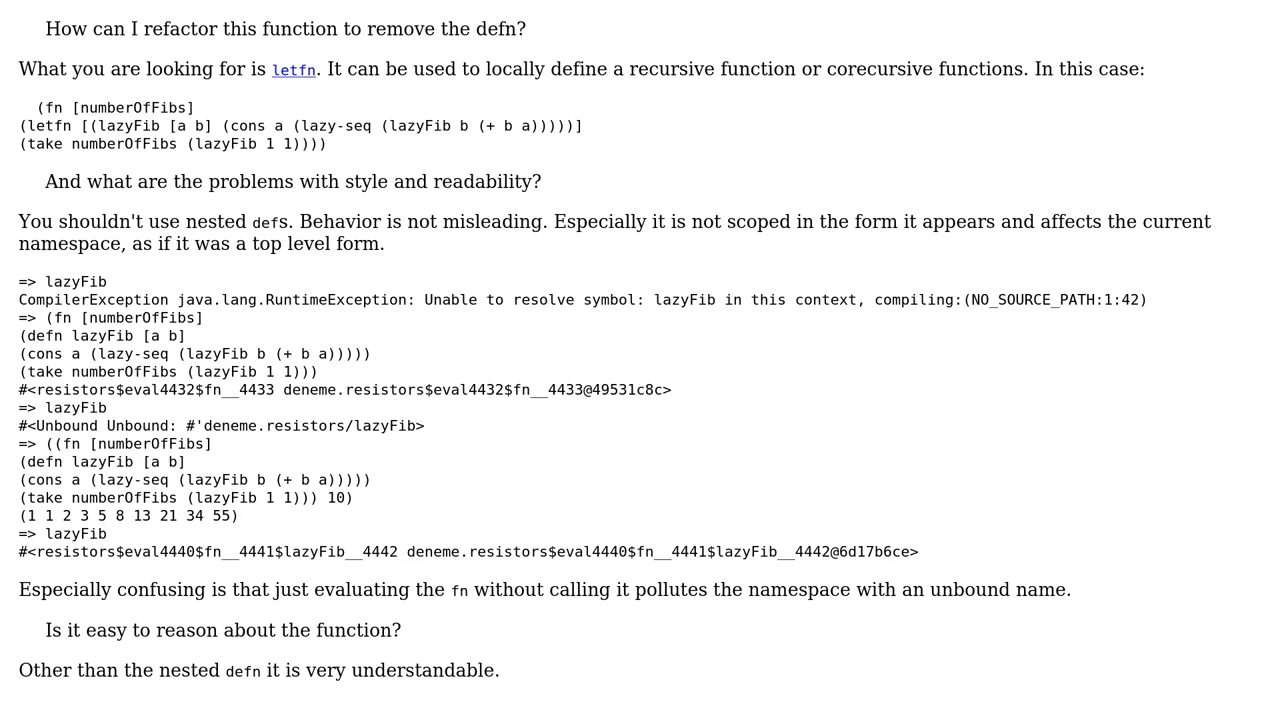 How can I refactor this function to remove the defn?
What you are looking for is letfn. It can be used to locally define a recursive function or corecursive functions. In this case:
(fn [numberOfFibs]
(letfn [(lazyFib [a b] (cons a (lazy-seq (lazyFib b (+ b a)))))]
(take numberOfFibs (lazyFib 1 1))))
And what are the problems with style and readability?
You shouldn't use nested defs. Behavior is not misleading. Especially it is not scoped in the form it appears and affects the current
namespace, as if it was a top level form.
=> lazyFib
CompilerException java.lang.RuntimeException: Unable to resolve symbol: lazyFib in this context, compiling:(NO_SOURCE_PATH:1:42)
=> (fn [numberOfFibs]
(defn lazyFib [a b]
(cons a (lazy-seq (lazyFib b (+ b a)))))
(take numberOfFibs (lazyFib 1 1)))
#<resistors$eval4432$fn__4433 deneme.resistors$eval4432$fn__4433@49531c8c>
=> lazyFib
#<Unbound Unbound: #'deneme.resistors/lazyFib>
=> ((fn [numberOfFibs]
(defn lazyFib [a b]
(cons a (lazy-seq (lazyFib b (+ b a)))))
(take numberOfFibs (lazyFib 1 1))) 10)
(1 1 2 3 5 8 13 21 34 55)
=> lazyFib
#<resistors$eval4440$fn__4441$lazyFib__4442 deneme.resistors$eval4440$fn__4441$lazyFib__4442@6d17b6ce>
Especially confusing is that just evaluating the fn without calling it pollutes the namespace with an unbound name.
Is it easy to reason about the function?
Other than the nested defn it is very understandable.